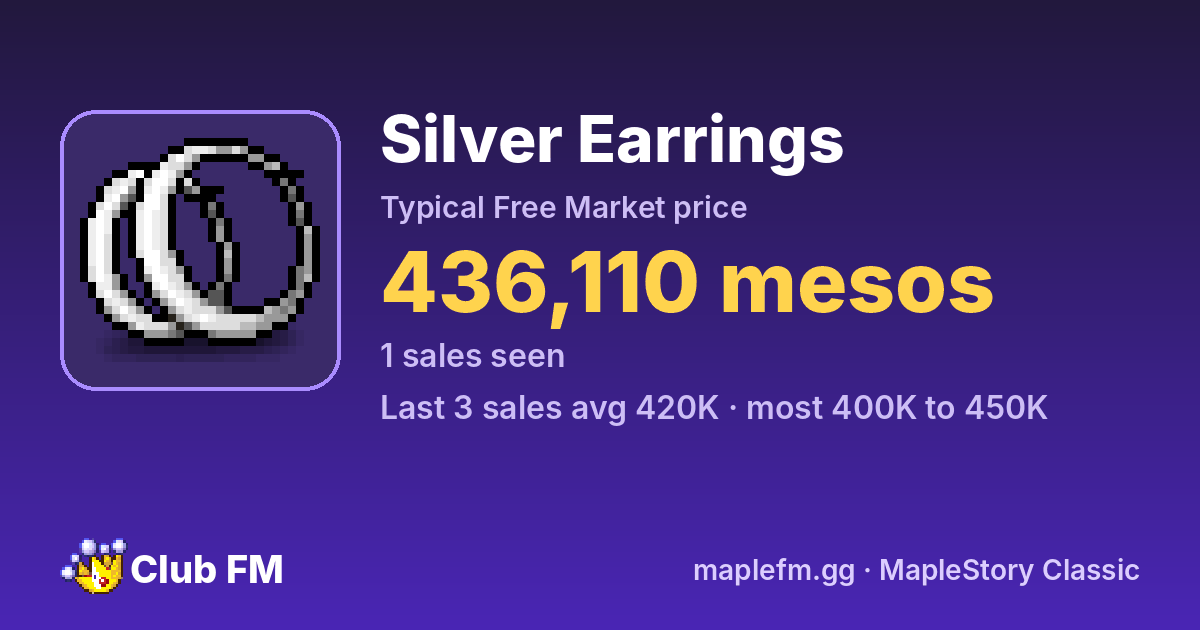 Silver Earrings
Typical Free Market price
436,110 mesos
1 sales seen
Last 3 sales avg 420K · most 400K to 450K
Club FM
maplefm.gg · MapleStory Classic